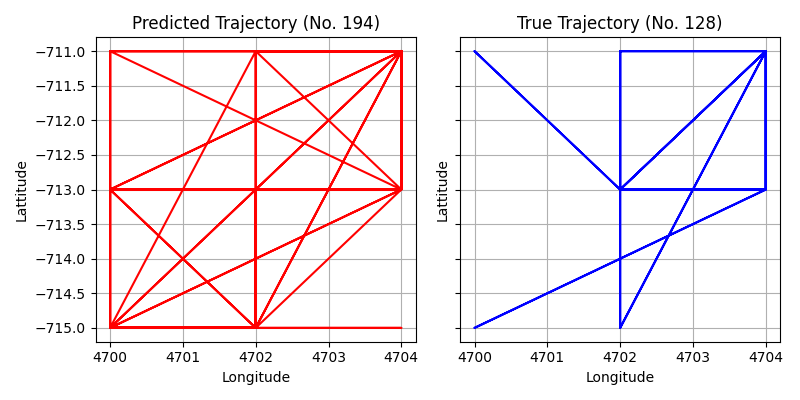 Predicted Trajectory (No. 194)
−711.0
−711.5
−712.0
−712.5
−713.0
−713.5
−714.0
−714.5
−715.0
Lattitude
4700 4701 4702 4703 4704
Longitude
True Trajectory (No. 128)
Lattitude
4700 4701 4702 4703 4704
Longitude